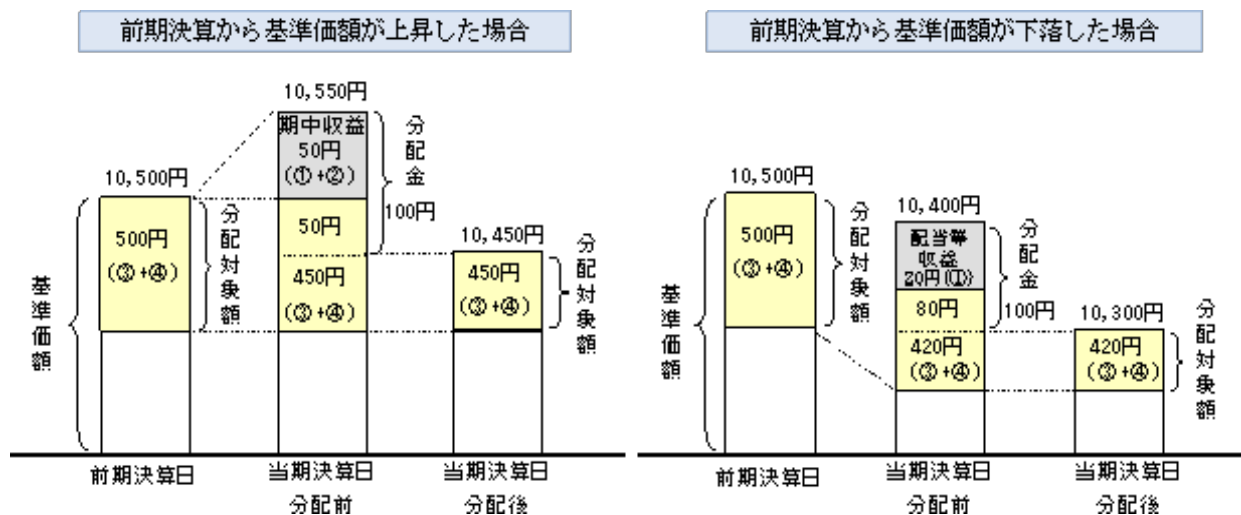 前期決算から基準価額が上昇した場合
10,550円
期中収益
50円
(①+②)
分配金
100円
10,500円
500円
(③+④)
分配対象額
基準価額
50円
450円
(③+④)
10,450円
450円
(③+④)
分配対象額
前期決算日
当期決算日
分配前
当期決算日
分配後
前期決算から基準価額が下落した場合
10,500円
500円
(③+④)
分配対象額
基準価額
10,400円
配当等
収益
20円(①)
分配金
100円
80円
420円
(③+④)
10,300円
420円
(③+④)
分配対象額
前期決算日
当期決算日
分配前
当期決算日
分配後